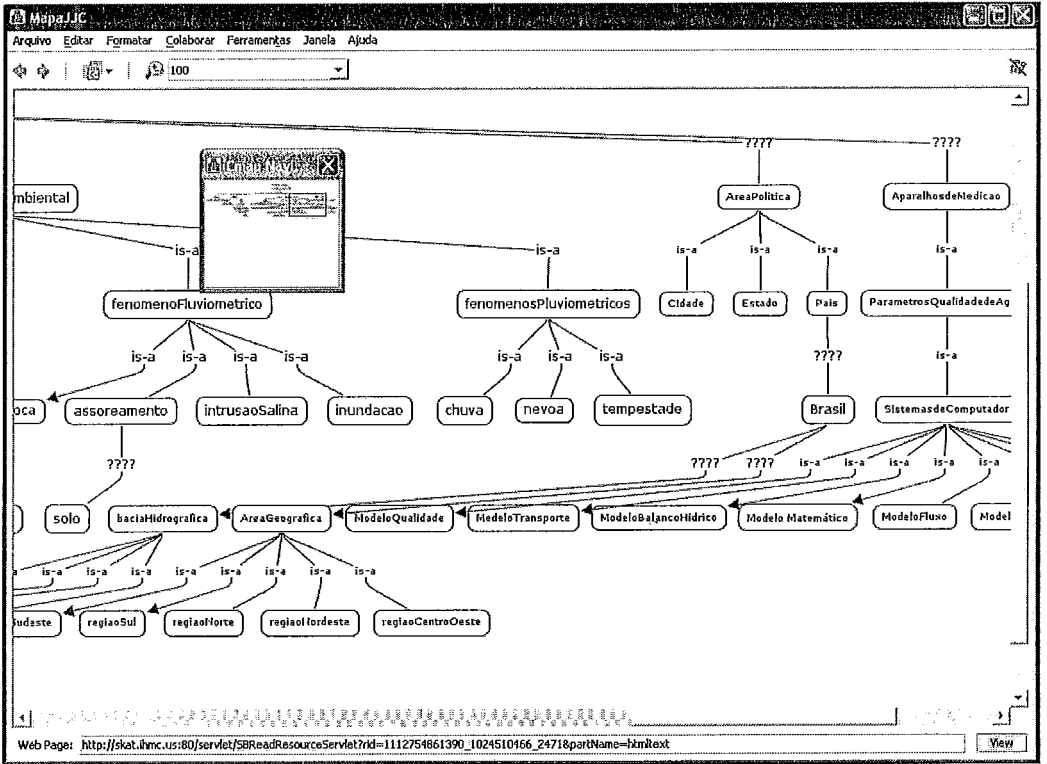 MapaJJC
Arquivo Editar Formatar Colaborar Ferramentas Janela Ajuda
100
???? ????
mbiental AreaPolitica AparalhosdeMedicao
is-a is-a is-a is-a is-a is-a
fenomenoFluviometrico fenomenosPluviometricos Cidade Estado Pais ParametrosQualidadedeAg
is-a is-a is-a is-a is-a is-a is-a ???? is-a
oca assoreamento intrusaoSalina inundacao chuva nevoa tempestade Brasil SistemasdeComputador
???? ???? ???? is-a is-a is-a is-a is-a
solo baciaHidrografica AreaGeografica ModeloQualidade MedeloTransporte ModeloBalancoHidrico Modelo Matemático ModeloFluxo Model
a is-a is-a is-a is-a is-a is-a is-a is-a
Sudeste regiaoSul regiaoNorte regiaoNordeste regiaoCentroOeste
Web Page: http://skat.ihmc.us:80/servlet/SBReadResourceServlet?rid=1112754861390_1024510466_2471&partName=htmltext View